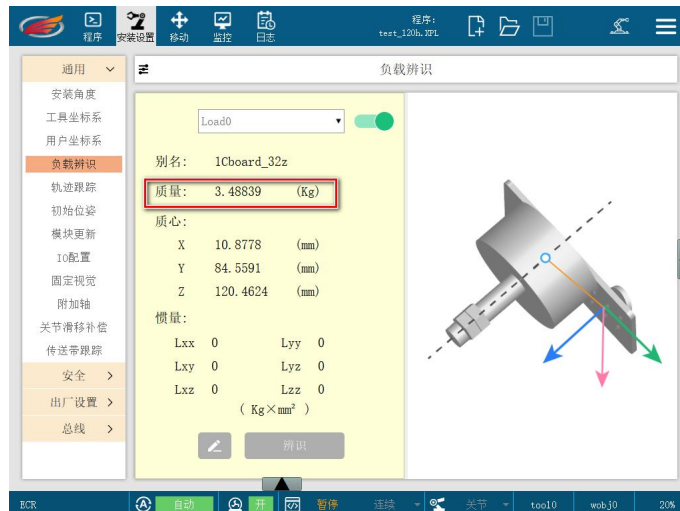 程序
安装设置
移动
监控
日志
程序:
test_120h.XPL
通用
安装角度
工具坐标系
用户坐标系
负载辨识
轨迹跟踪
初始位姿
模块更新
IO配置
固定视觉
附加轴
关节滑移补偿
传送带跟踪
安全
出厂设置
总线
负载辨识
Load0
别名: 1Cboard_32z
质量: 3.48839 (Kg)
质心:
X 10.8778 (mm)
Y 84.5591 (mm)
Z 120.4624 (mm)
惯量:
Lxx 0 Lyy 0
Lxy 0 Lyz 0
Lxz 0 Lzz 0
( Kg×mm² )
辨识
ECR 自动 开 暂停 连续 关节 tool0 wobj0 20%